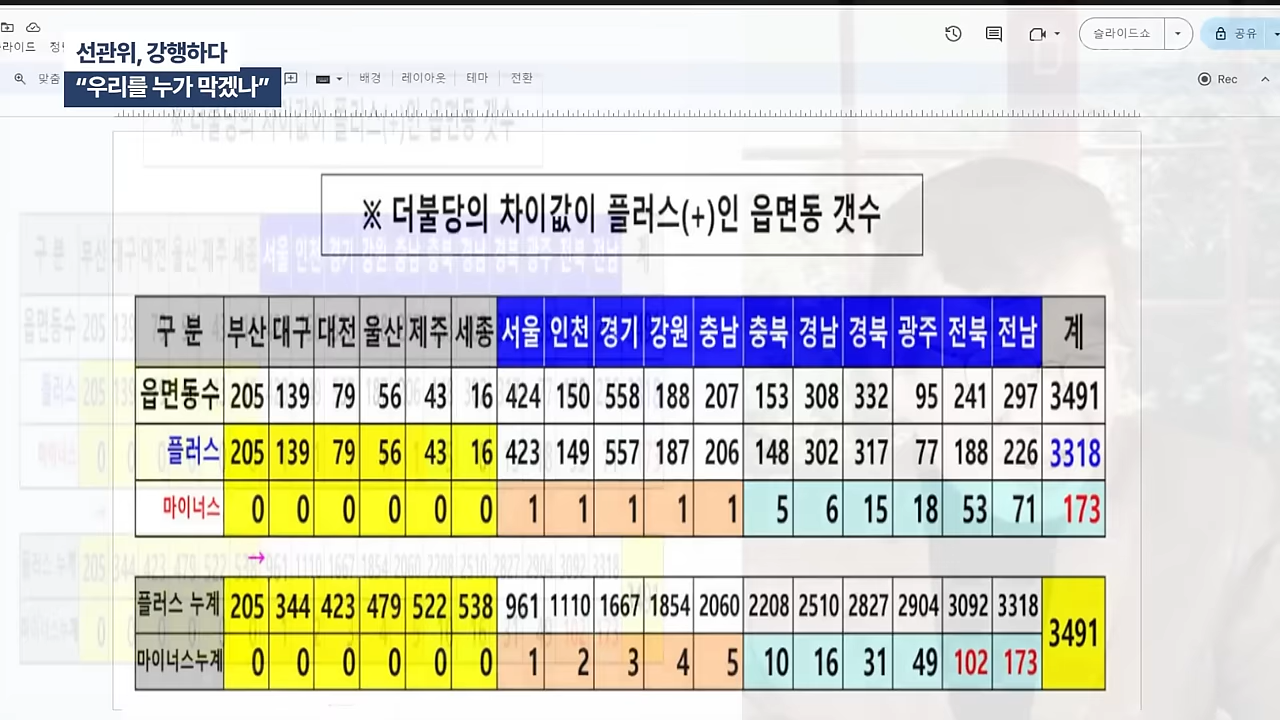 선관위, 강행하다
“우리를 누가 막겠나”
슬라이드쇼
공유
맞춤
배경 레이아웃 테마 전환
Rec
※ 더불당의 차이값이 플러스(+)인 읍면동 갯수
구 분 부산 대구 대전 울산 제주 세종 서울 인천 경기 강원 충남 충북 경남 경북 광주 전북 전남 계
읍면동수 205 139 79 56 43 16 424 150 558 188 207 153 308 332 95 241 297 3491
플러스 205 139 79 56 43 16 423 149 557 187 206 148 302 317 77 188 226 3318
마이너스 0 0 0 0 0 0 1 1 1 1 1 5 6 15 18 53 71 173
→
플러스 누계 205 344 423 479 522 538 961 1110 1667 1854 2060 2208 2510 2827 2904 3092 3318 3491
마이너스누계 0 0 0 0 0 0 1 2 3 4 5 10 16 31 49 102 173